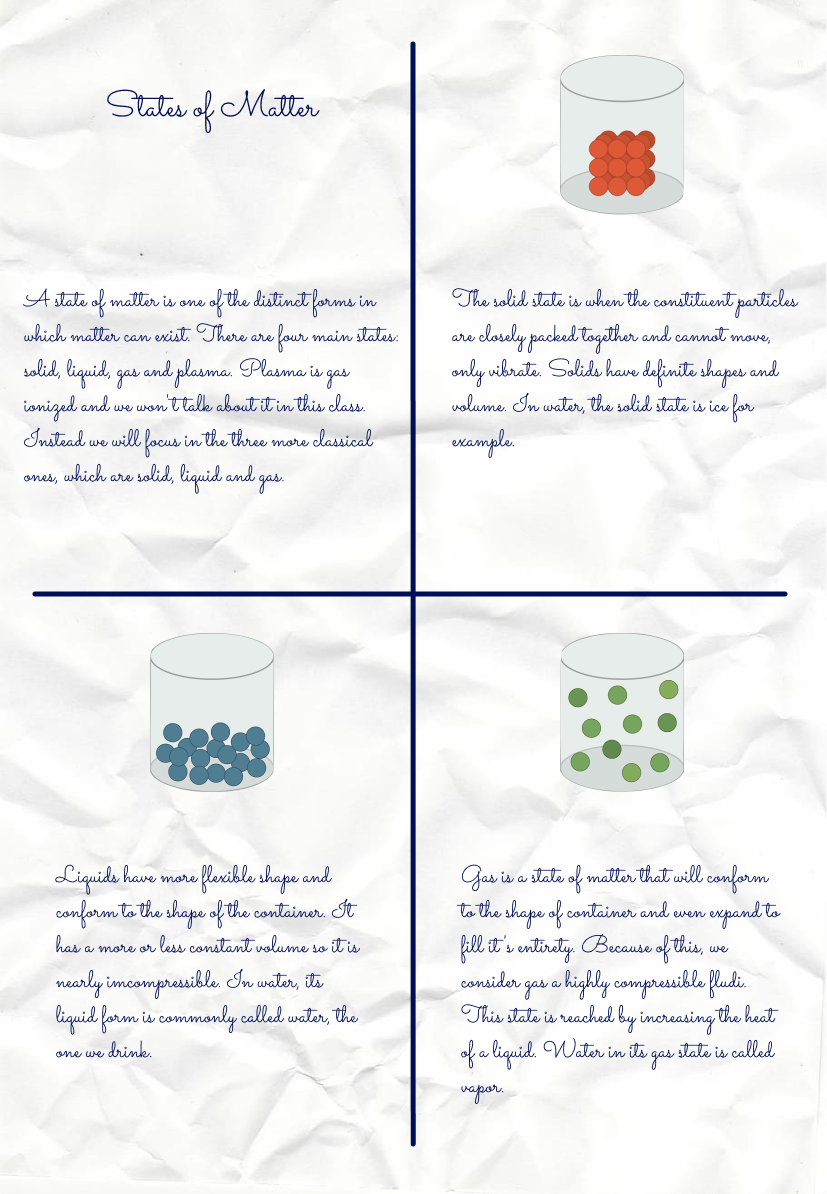 States of Matter
A state of matter is one of the distinct forms in
which matter can exist. There are four main states:
solid, liquid, gas and plasma. Plasma is gas
ionized and we won't talk about it in this class.
Instead we will focus in the three more classical
ones, which are solid, liquid and gas.
The solid state is when the constituent particles
are closely packed together and cannot move,
only vibrate. Solids have definite shapes and
volume. In water, the solid state is ice for
example.
Liquids have more flexible shape and
conform to the shape of the container. It
has a more or less constant volume so it is
nearly imcompressible. In water, its
liquid form is commonly called water, the
one we drink.
Gas is a state of matter that will conform
to the shape of container and even expand to
fill it's entirety. Because of this, we
consider gas a highly compressible fludi.
This state is reached by increasing the heat
of a liquid. Water in its gas state is called
vapor.